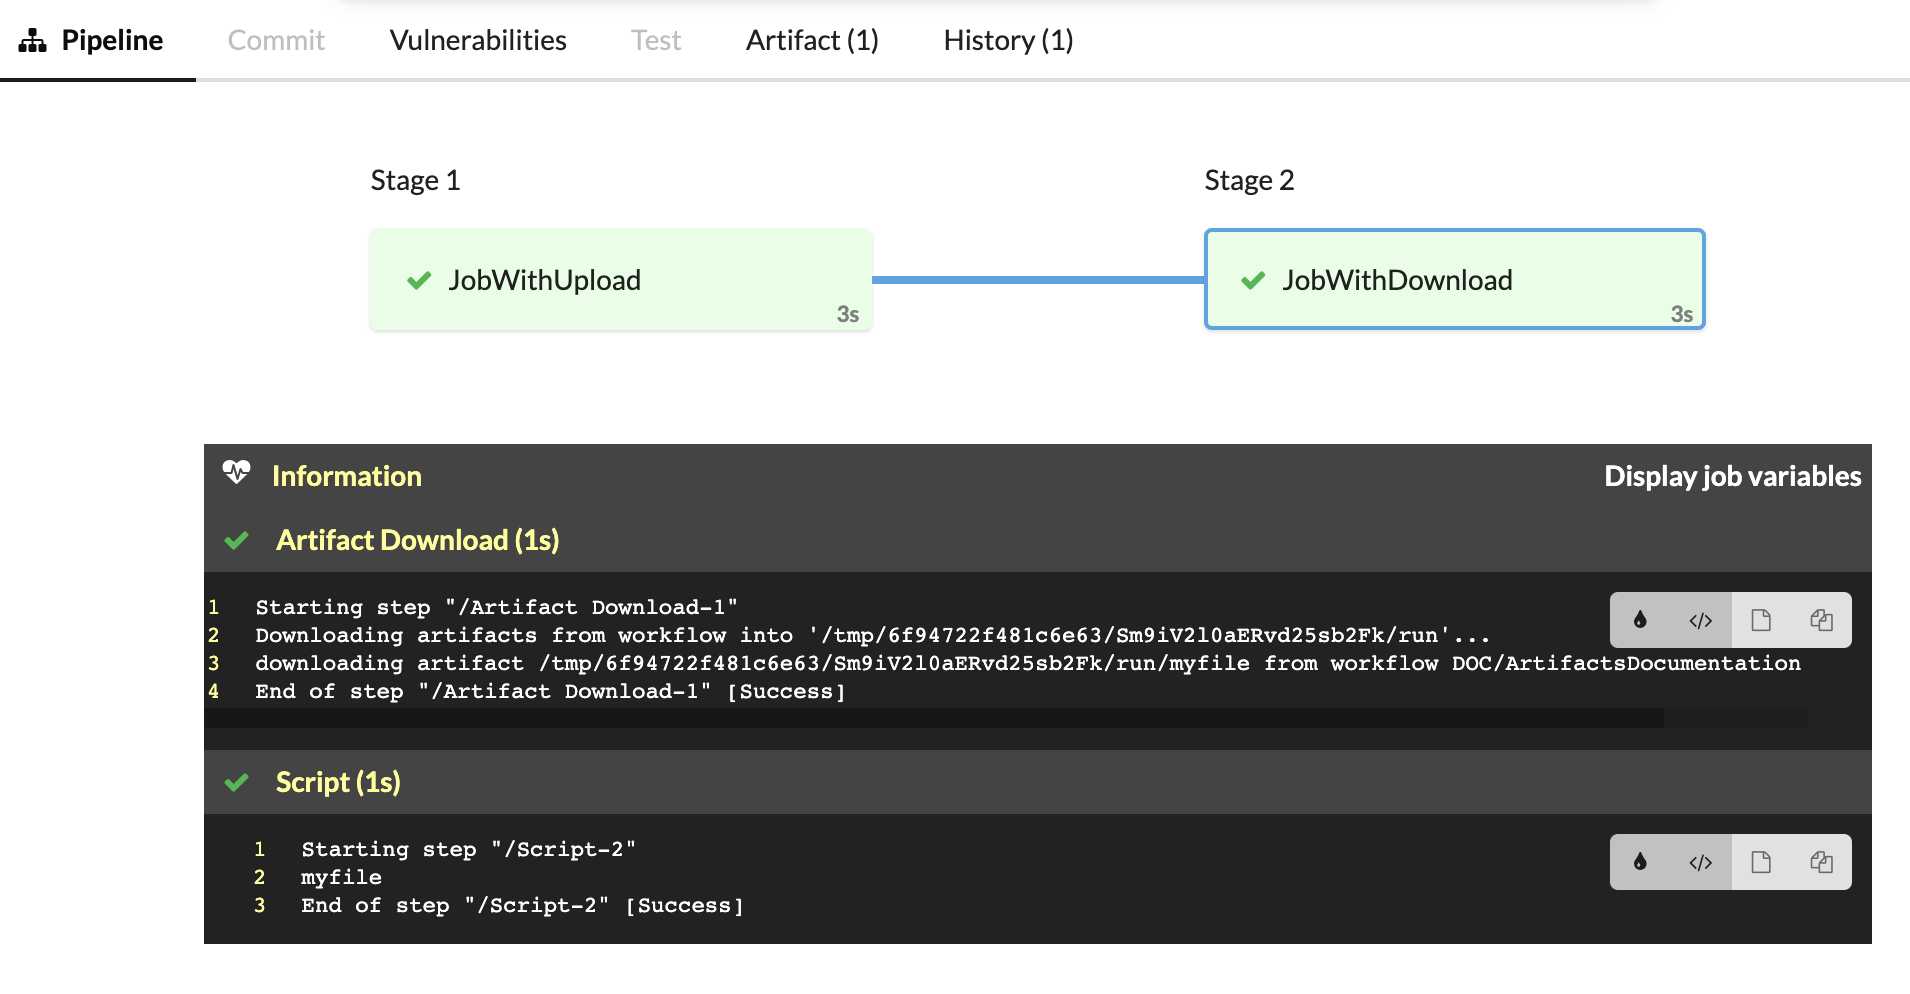 Pipeline Commit Vulnerabilities Test Artifact (1) History (1)
Stage 1 Stage 2
JobWithUpload JobWithDownload
3s 3s
Information Display job variables
Artifact Download (1s)
1 Starting step "/Artifact Download-1"
2 Downloading artifacts from workflow into '/tmp/6f94722f481c6e63/Sm9iV2l0aERvd25sb2Fk/run'...
3 downloading artifact /tmp/6f94722f481c6e63/Sm9iV2l0aERvd25sb2Fk/run/myfile from workflow DOC/ArtifactsDocumentation
4 End of step "/Artifact Download-1" [Success]
Script (1s)
1 Starting step "/Script-2"
2 myfile
3 End of step "/Script-2" [Success]